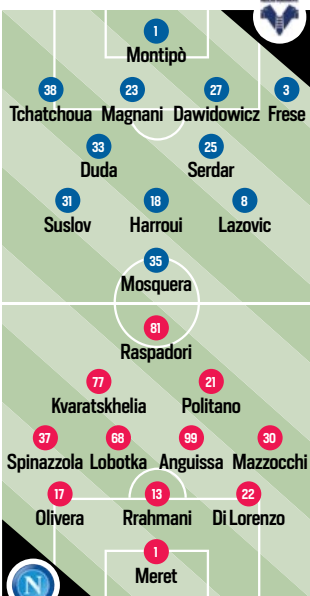 1
Montipò
38 23 27 3
Tchatchoua Magnani Dawidowicz Frese
33 25
Duda Serdar
31 18 8
Suslov Harroui Lazovic
35
Mosquera
81
Raspadori
77 21
Kvaratskhelia Politano
37 68 99 30
Spinazzola Lobotka Anguissa Mazzocchi
17 13 22
Olivera Rrahmani Di Lorenzo
1
Meret
N